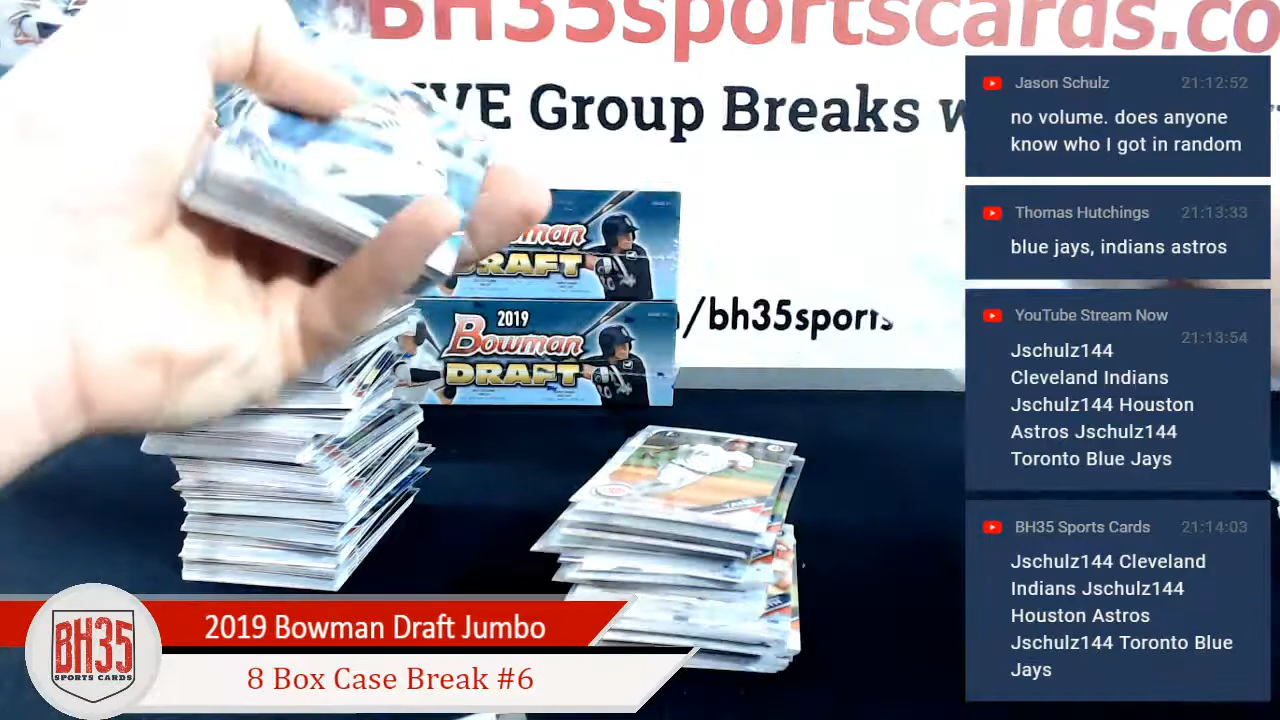 BH35sportscards.co
VE Group Breaks w
/bh35sports
DRAFT
2019
Bowman
DRAFT
Jason Schulz 21:12:52
no volume. does anyone
know who I got in random
Thomas Hutchings 21:13:33
blue jays, indians astros
YouTube Stream Now
21:13:54
Jschulz144
Cleveland Indians
Jschulz144 Houston
Astros Jschulz144
Toronto Blue Jays
BH35 Sports Cards 21:14:03
Jschulz144 Cleveland
Indians Jschulz144
Houston Astros
Jschulz144 Toronto Blue
Jays
BH35
SPORTS CARDS
2019 Bowman Draft Jumbo
8 Box Case Break #6